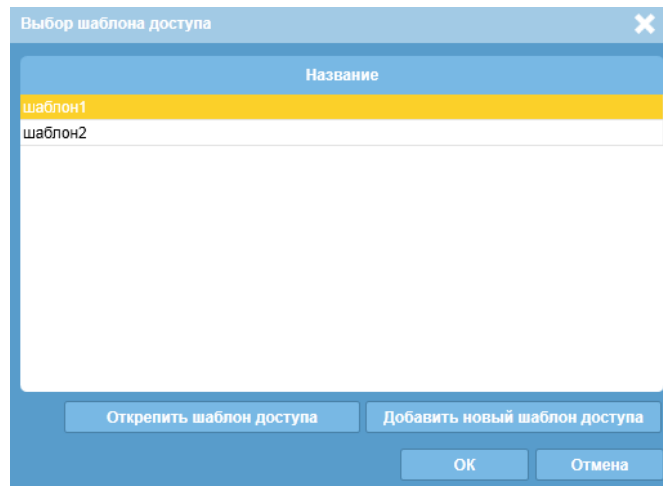 Выбор шаблона доступа
Название
шаблон1
шаблон2
Открепить шаблон доступа Добавить новый шаблон доступа
ОК Отмена